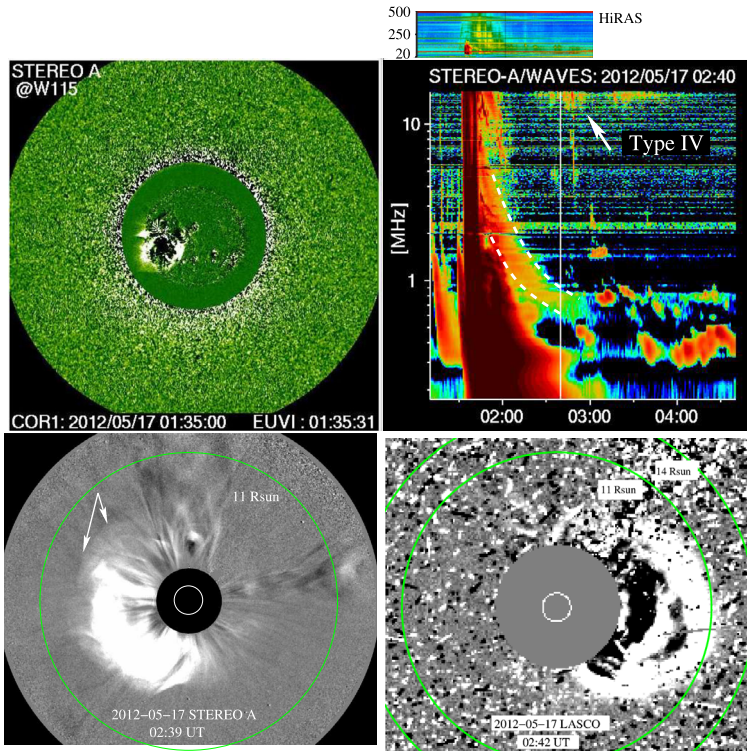 500
250
20
HiRAS
STEREO A
@W115
COR1: 2012/05/17 01:35:00 EUVI : 01:35:31
STEREO-A/WAVES: 2012/05/17 02:40
10
1
[MHz]
Type IV
02:00 03:00 04:00
11 Rsun
2012-05-17 STEREO A
02:39 UT
14 Rsun
11 Rsun
2012-05-17 LASCO
02:42 UT